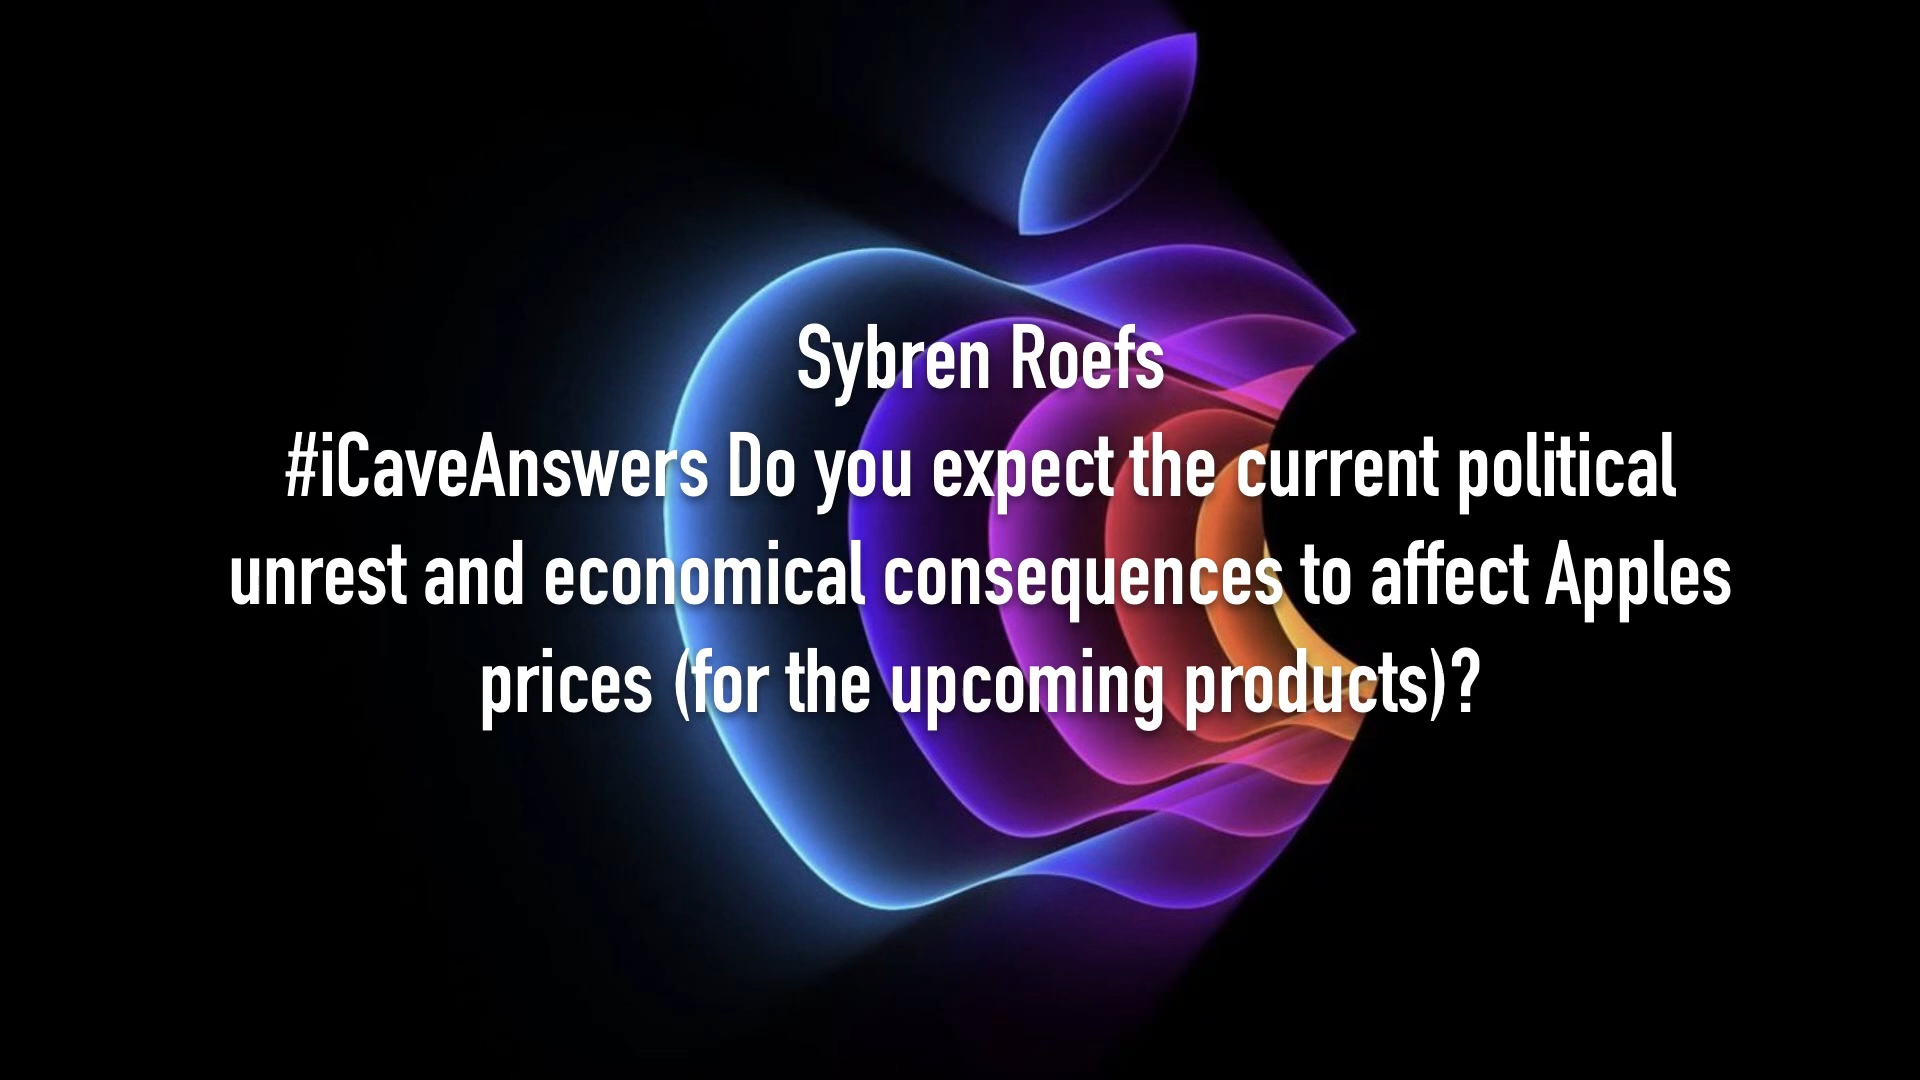 Sybren Roefs
#iCaveAnswers Do you expect the current political
unrest and economical consequences to affect Apples
prices (for the upcoming products)?